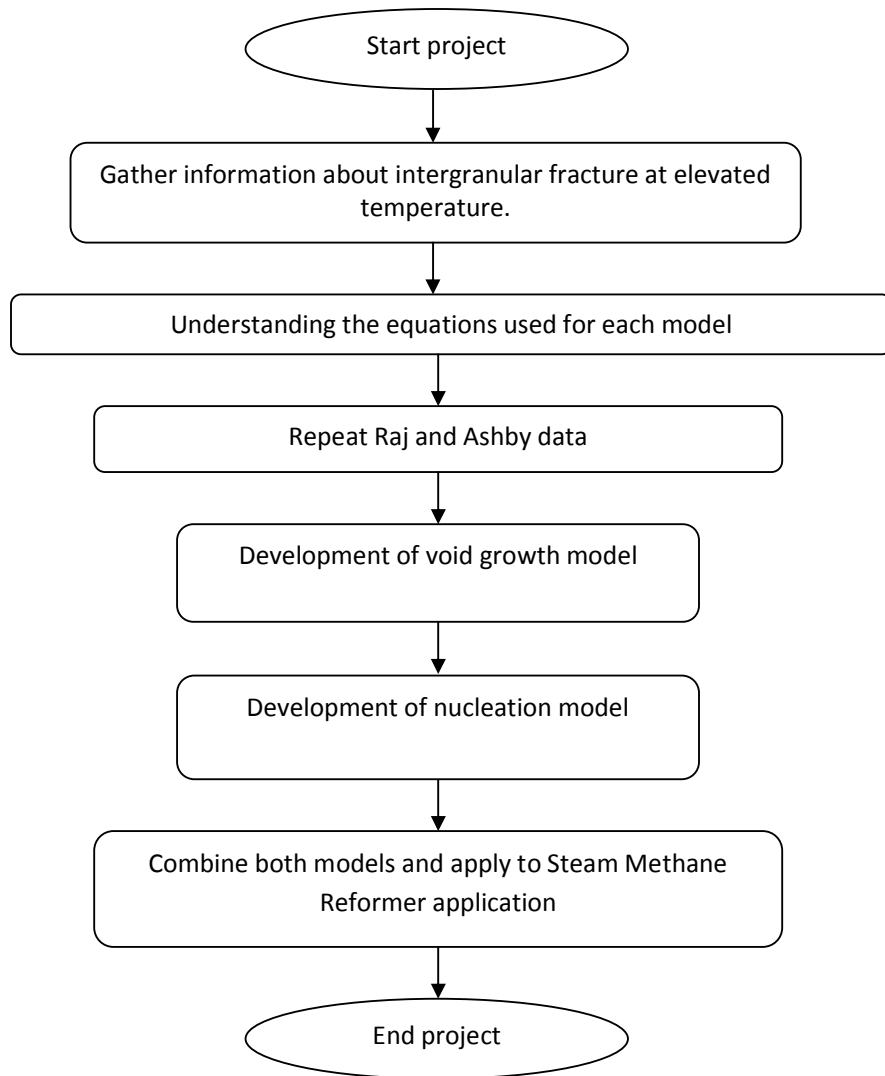 Start project
Gather information about intergranular fracture at elevated
temperature.
Understanding the equations used for each model
Repeat Raj and Ashby data
Development of void growth model
Development of nucleation model
Combine both models and apply to Steam Methane
Reformer application
End project